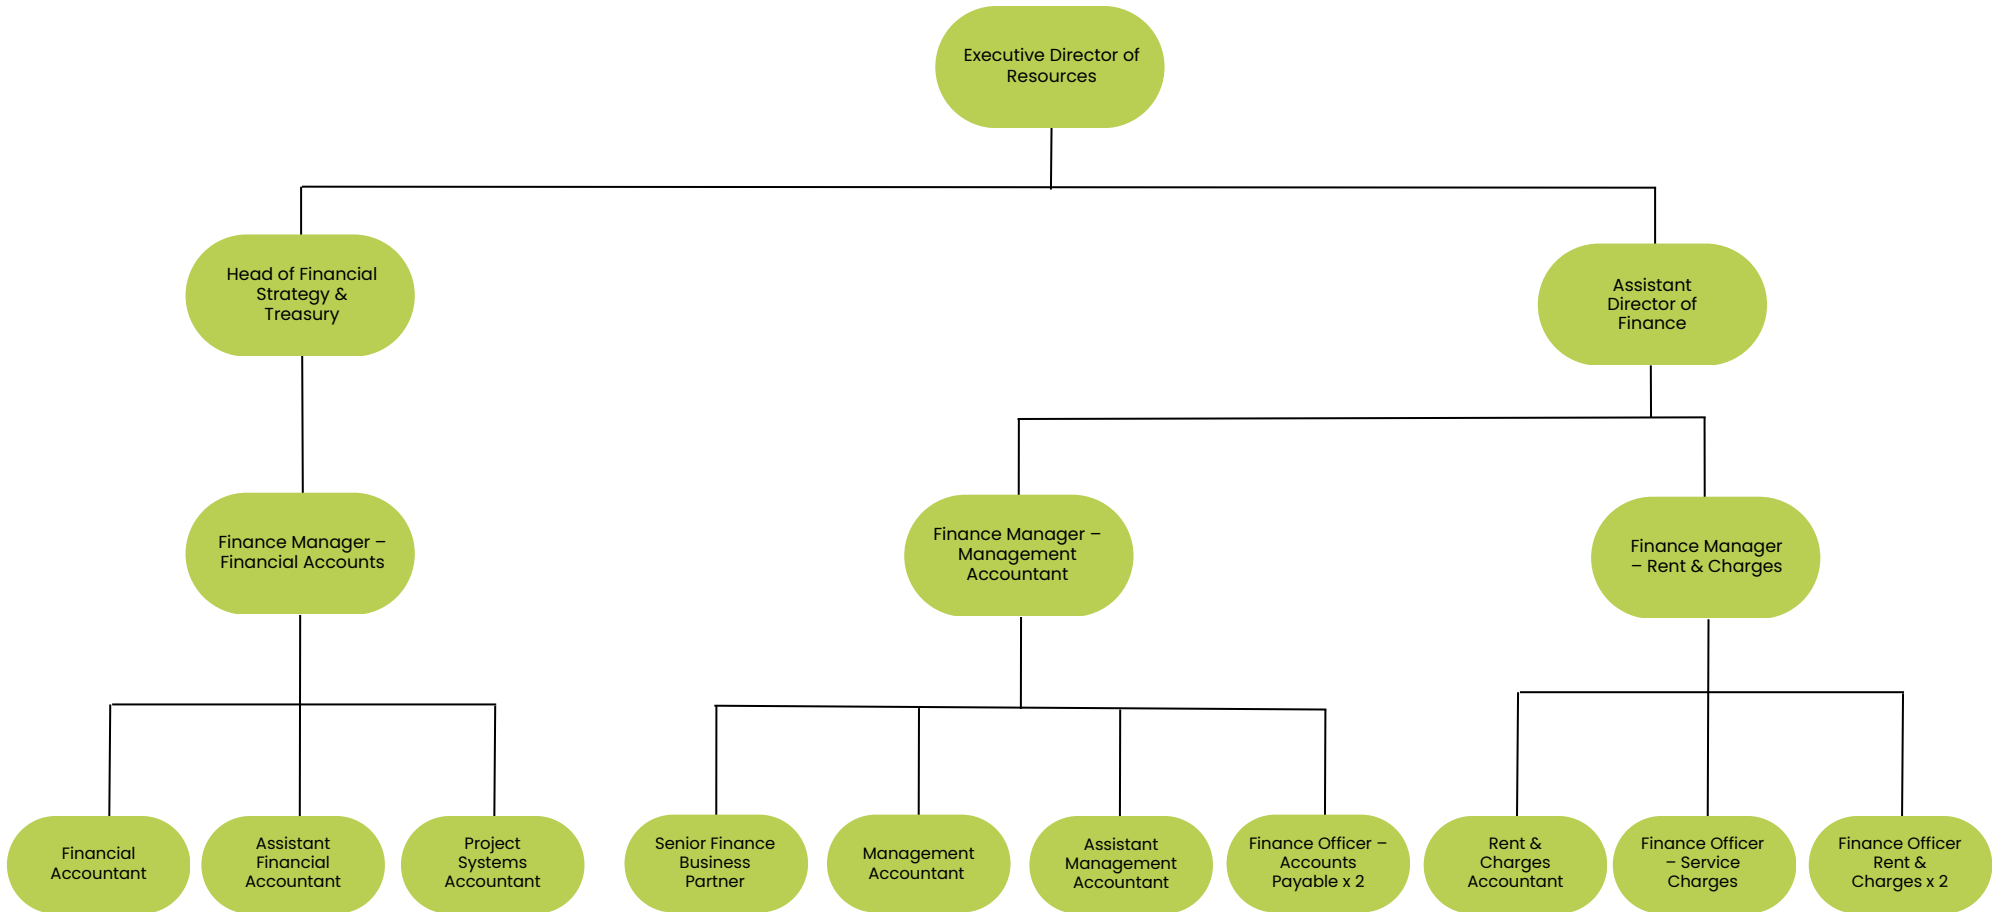 Executive Director of
Resources
Head of Financial
Strategy &
Treasury
Assistant
Director of
Finance
Finance Manager –
Financial Accounts
Finance Manager –
Management
Accountant
Finance Manager
– Rent & Charges
Financial
Accountant
Assistant
Financial
Accountant
Project
Systems
Accountant
Senior Finance
Business
Partner
Management
Accountant
Assistant
Management
Accountant
Finance Officer –
Accounts
Payable x 2
Rent &
Charges
Accountant
Finance Officer
– Service
Charges
Finance Officer
Rent &
Charges x 2